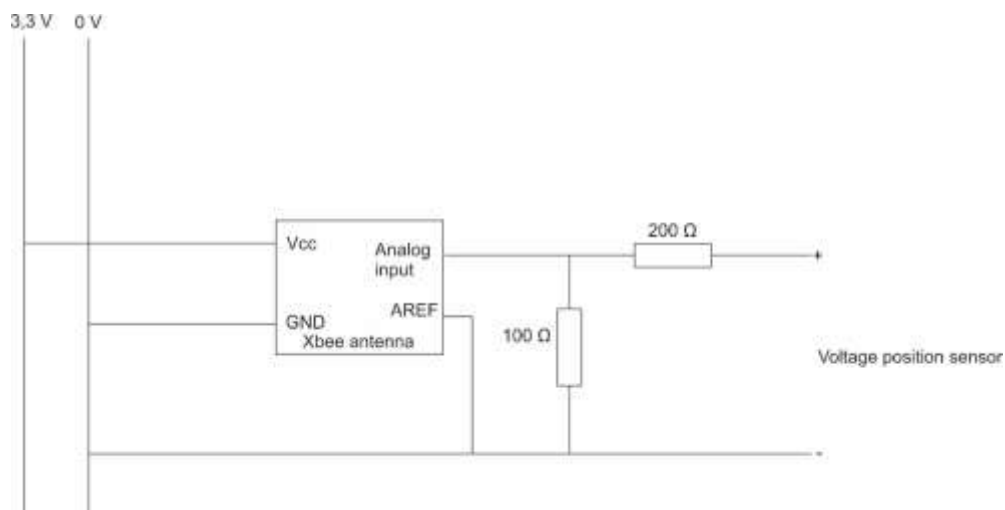 3,3 V 0 V
200 Ω
Vcc
Analog
input
AREF
GND
Xbee antenna
100 Ω
+
Voltage position sensor
-